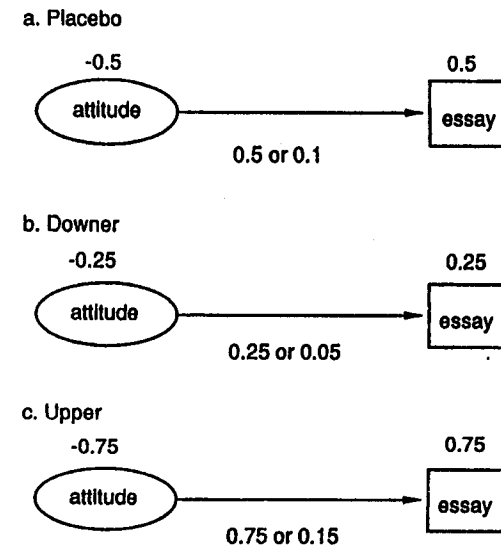 a. Placebo
-0.5 0.5
attitude essay
0.5 or 0.1
b. Downer
-0.25 0.25
attitude essay
0.25 or 0.05
c. Upper
-0.75 0.75
attitude essay
0.75 or 0.15